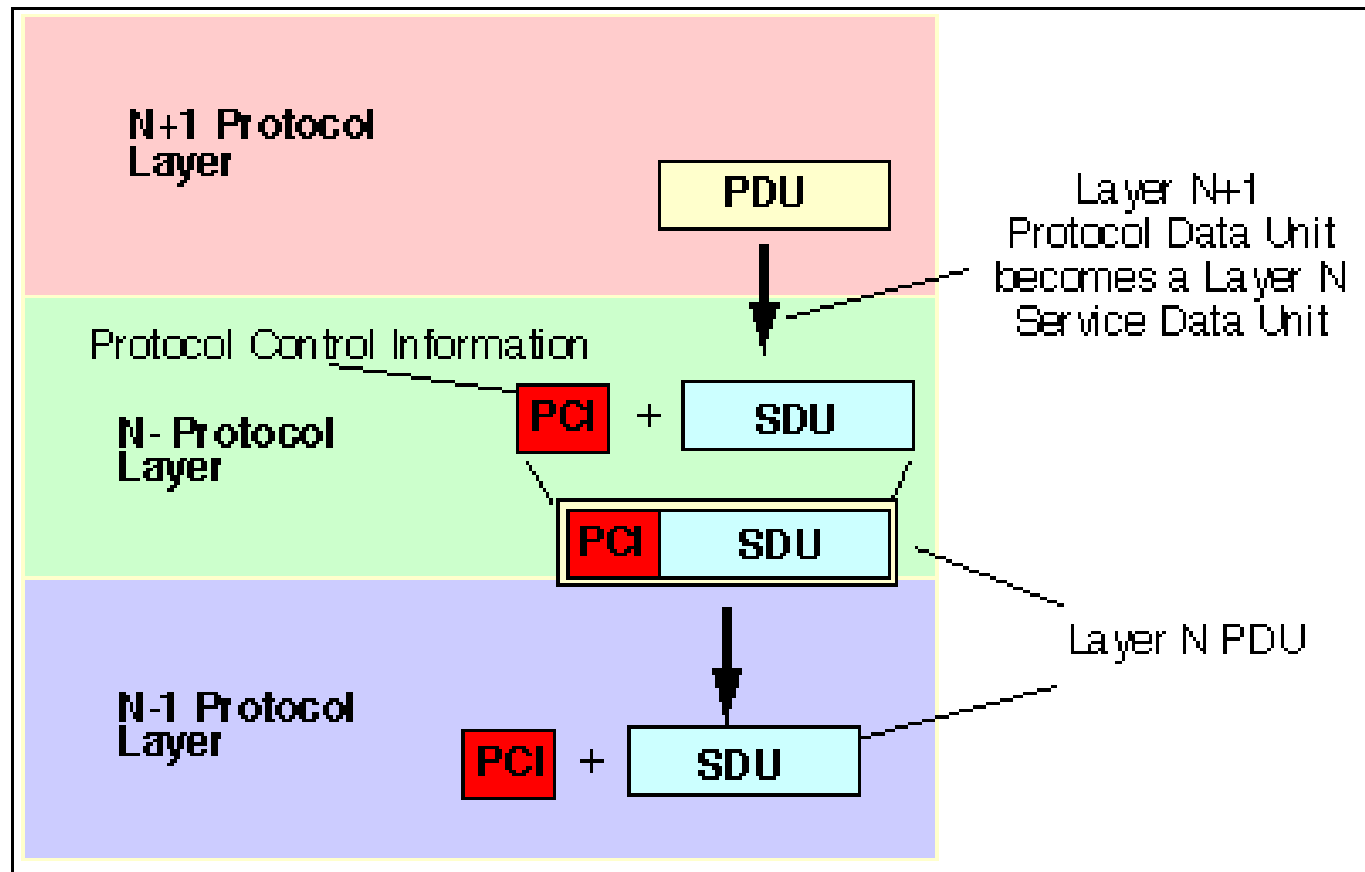 N+1 Protocol
Layer
PDU
Layer N+1
Protocol Data Unit
becomes a Layer N
Service Data Unit
Protocol Control Information
PCI + SDU
N- Protocol
Layer
PCI SDU
Layer N PDU
N-1 Protocol
Layer
PCI + SDU